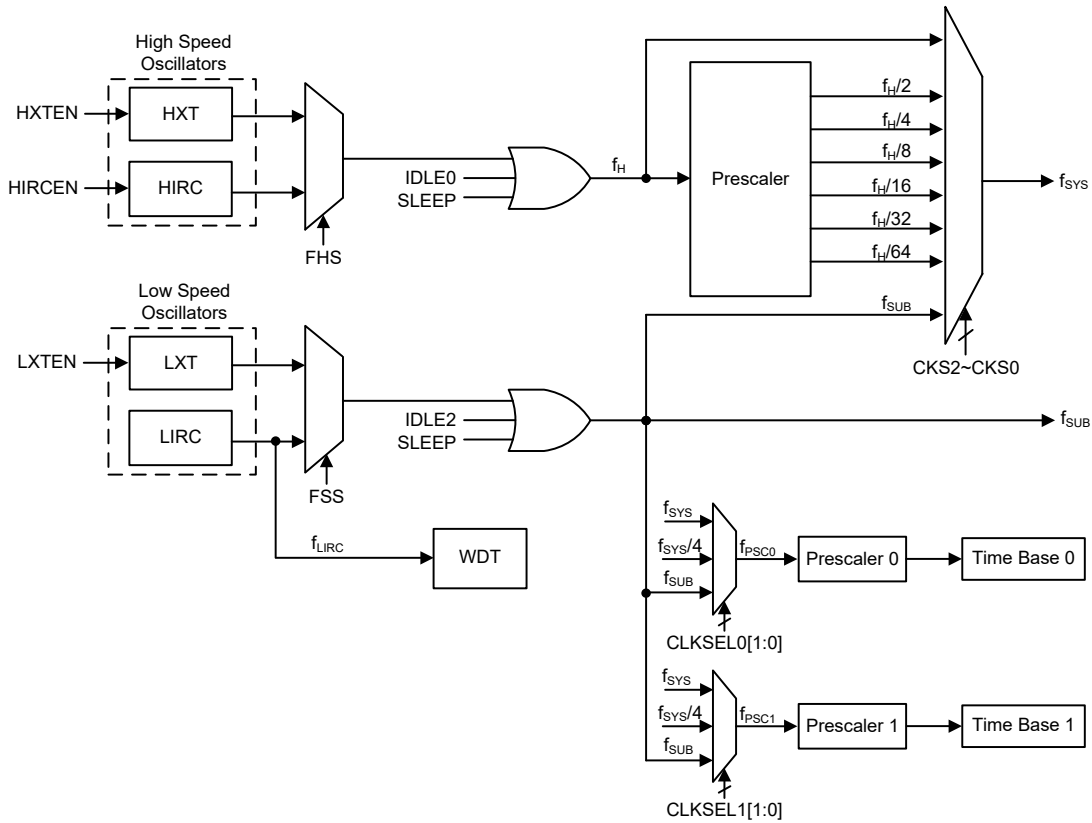 High Speed
Oscillators
HXTEN
HXT
HIRCEN
HIRC
FHS
IDLE0
SLEEP
fH
Prescaler
fH/2
fH/4
fH/8
fH/16
fH/32
fH/64
fSUB
CKS2~CKS0
fSYS
Low Speed
Oscillators
LXTEN
LXT
LIRC
FSS
IDLE2
SLEEP
fSUB
fLIRC
WDT
fSYS
fSYS/4
fSUB
fPSC0
CLKSEL0[1:0]
Prescaler 0
Time Base 0
fSYS
fSYS/4
fSUB
fPSC1
CLKSEL1[1:0]
Prescaler 1
Time Base 1